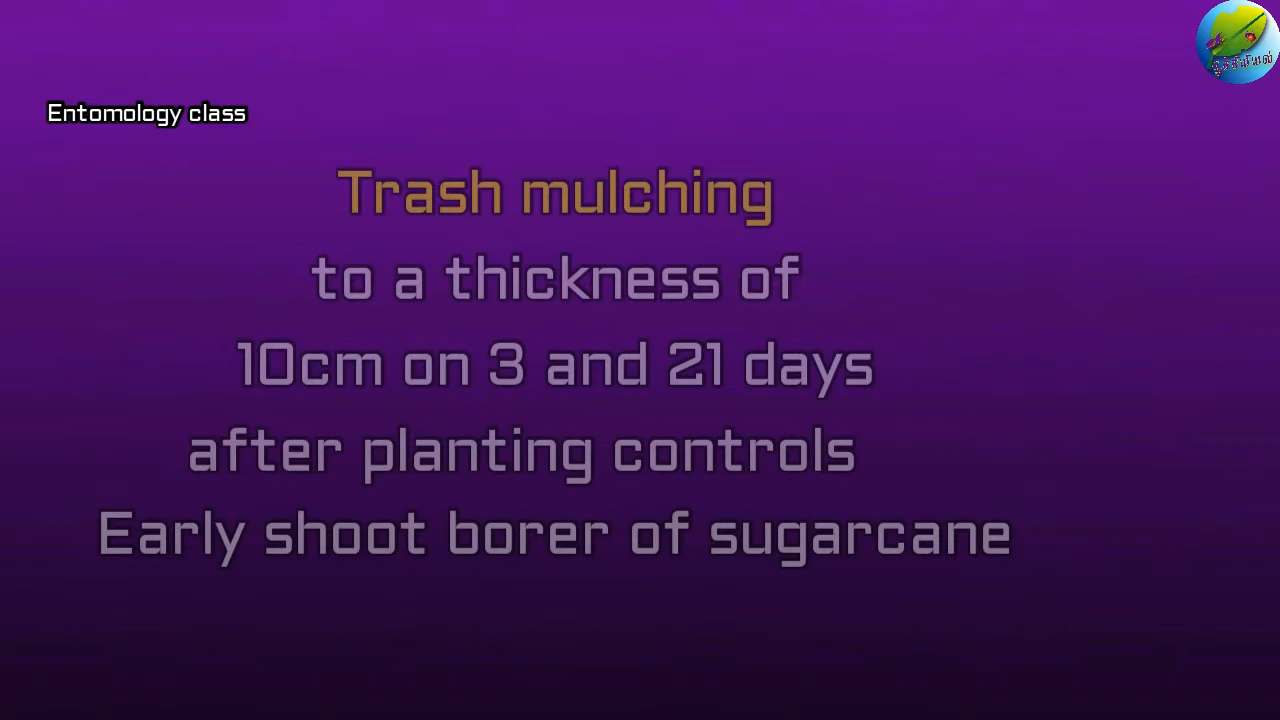 பூச்சியியல்
Entomology class
Trash mulching
to a thickness of
10cm on 3 and 21 days
after planting controls
Early shoot borer of sugarcane